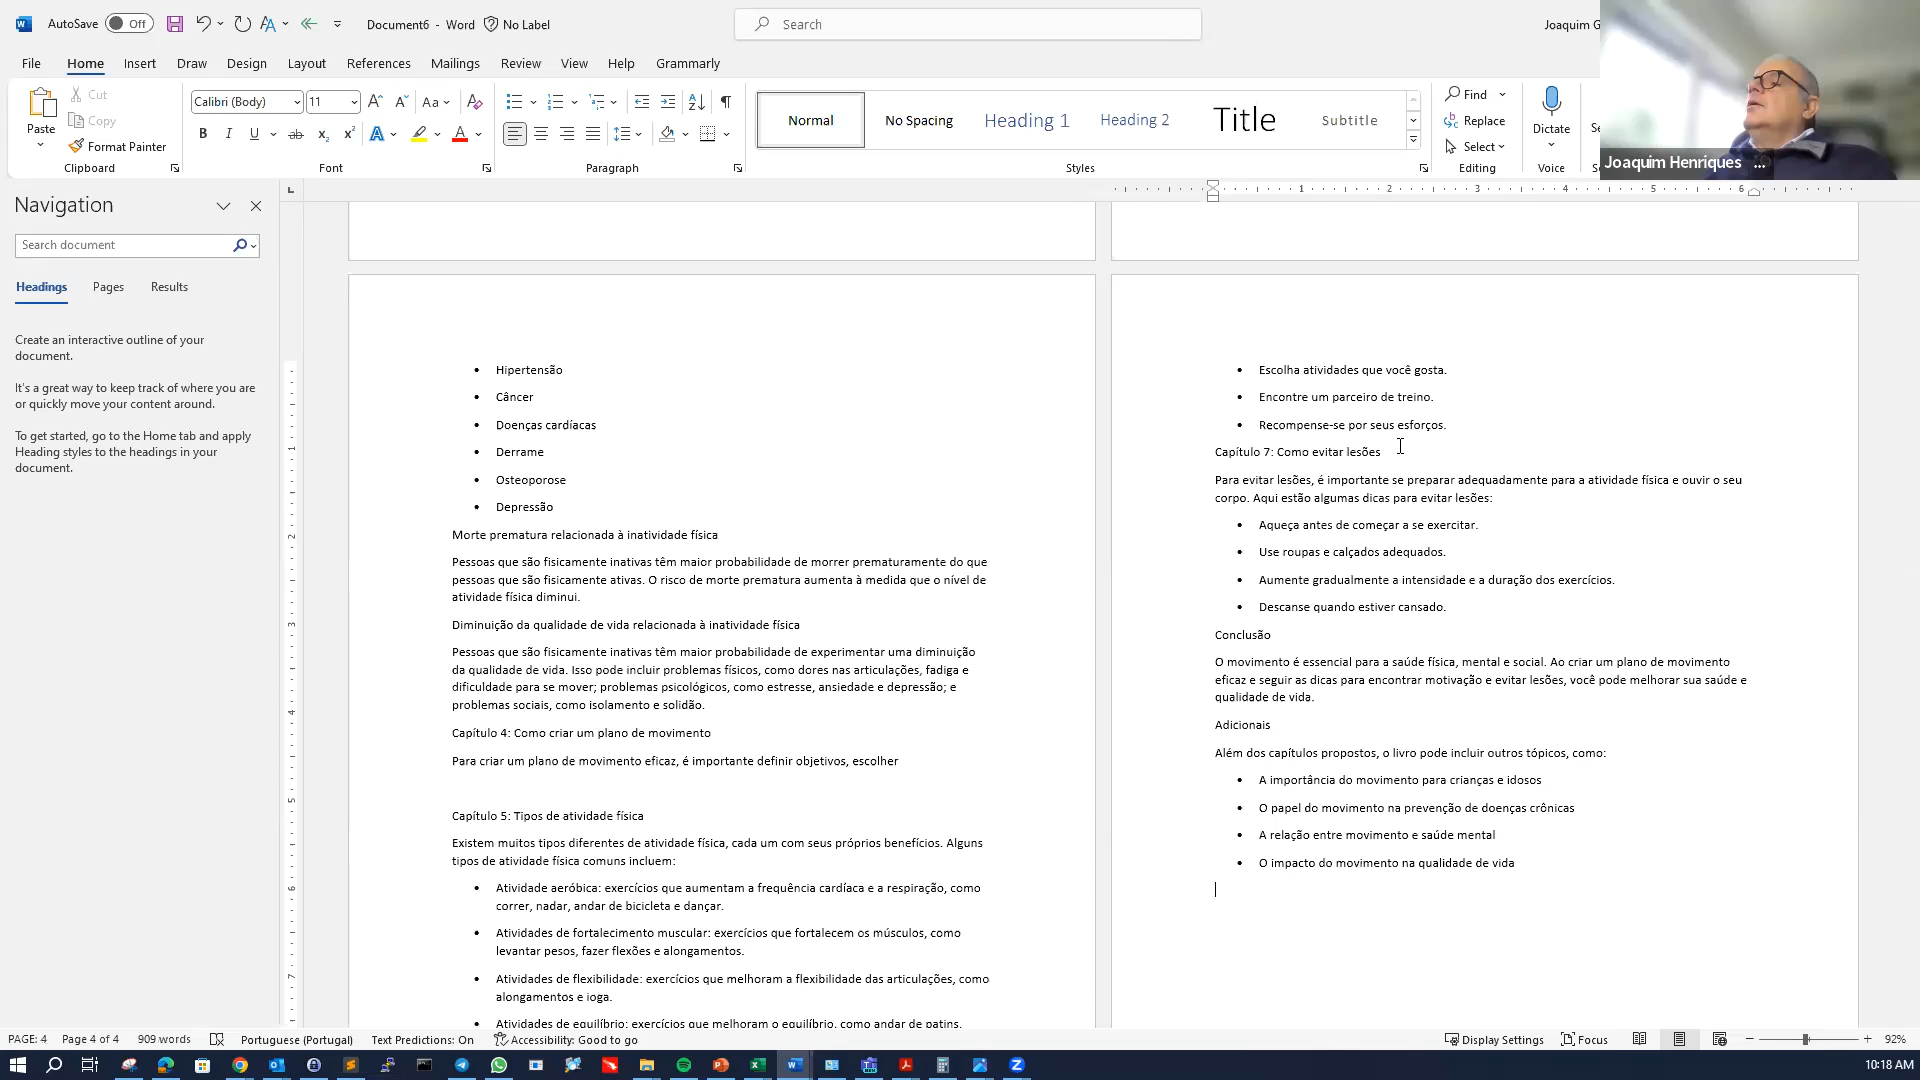 AutoSave Off Document6 - Word No Label Search Joaquim G
File Home Insert Draw Design Layout References Mailings Review View Help Grammarly
Paste Cut Copy Format Painter
Clipboard
Calibri (Body) 11
Font
Paragraph
Normal No Spacing Heading 1 Heading 2 Title Subtitle
Styles
Find
Replace
Select
Editing
Dictate
Voice
Joaquim Henriques ...
Navigation
Search document
Headings Pages Results
Create an interactive outline of your
document.
It's a great way to keep track of where you are
or quickly move your content around.
To get started, go to the Home tab and apply
Heading styles to the headings in your
document.
• Hipertensão
• Câncer
• Doenças cardíacas
• Derrame
• Osteoporose
• Depressão
Morte prematura relacionada à inatividade física
Pessoas que são fisicamente inativas têm maior probabilidade de morrer prematuramente do que
pessoas que são fisicamente ativas. O risco de morte prematura aumenta à medida que o nível de
atividade física diminui.
Diminuição da qualidade de vida relacionada à inatividade física
Pessoas que são fisicamente inativas têm maior probabilidade de experimentar uma diminuição
da qualidade de vida. Isso pode incluir problemas físicos, como dores nas articulações, fadiga e
dificuldade para se mover; problemas psicológicos, como estresse, ansiedade e depressão; e
problemas sociais, como isolamento e solidão.
Capítulo 4: Como criar um plano de movimento
Para criar um plano de movimento eficaz, é importante definir objetivos, escolher
Capítulo 5: Tipos de atividade física
Existem muitos tipos diferentes de atividade física, cada um com seus próprios benefícios. Alguns
tipos de atividade física comuns incluem:
• Atividade aeróbica: exercícios que aumentam a frequência cardíaca e a respiração, como
correr, nadar, andar de bicicleta e dançar.
• Atividades de fortalecimento muscular: exercícios que fortalecem os músculos, como
levantar pesos, fazer flexões e alongamentos.
• Atividades de flexibilidade: exercícios que melhoram a flexibilidade das articulações, como
alongamentos e ioga.
• Atividades de equilíbrio: exercícios que melhoram o equilíbrio, como andar de patins,
• Escolha atividades que você gosta.
• Encontre um parceiro de treino.
• Recompense-se por seus esforços.
Capítulo 7: Como evitar lesões
Para evitar lesões, é importante se preparar adequadamente para a atividade física e ouvir o seu
corpo. Aqui estão algumas dicas para evitar lesões:
• Aqueça antes de começar a se exercitar.
• Use roupas e calçados adequados.
• Aumente gradualmente a intensidade e a duração dos exercícios.
• Descanse quando estiver cansado.
Conclusão
O movimento é essencial para a saúde física, mental e social. Ao criar um plano de movimento
eficaz e seguir as dicas para encontrar motivação e evitar lesões, você pode melhorar sua saúde e
qualidade de vida.
Adicionais
Além dos capítulos propostos, o livro pode incluir outros tópicos, como:
• A importância do movimento para crianças e idosos
• O papel do movimento na prevenção de doenças crônicas
• A relação entre movimento e saúde mental
• O impacto do movimento na qualidade de vida
PAGE: 4 Page 4 of 4 909 words Portuguese (Portugal) Text Predictions: On Accessibility: Good to go Display Settings Focus 92%
10:18 AM